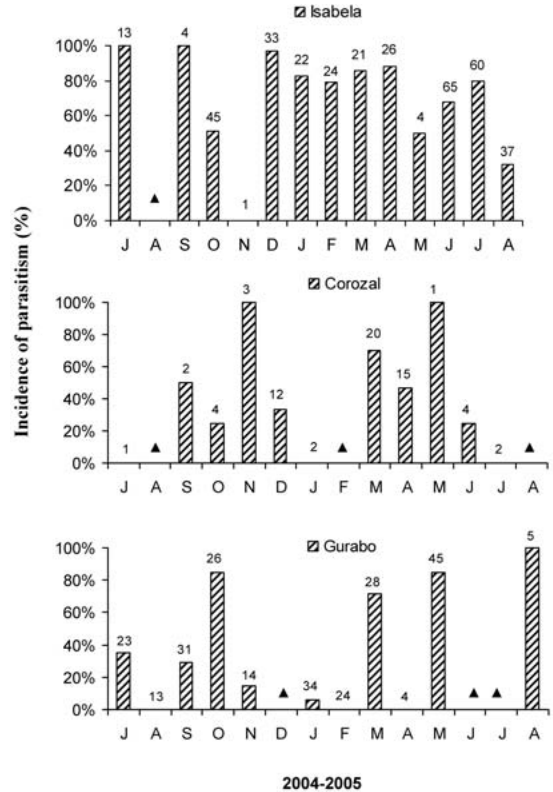 Isabela
Incidence of parasitism (%)
100%
80%
60%
40%
20%
0%
13 4 45 1 33 22 24 21 26 4 65 60 37
J A S O N D J F M A M J J A
Corozal
100%
80%
60%
40%
20%
0%
1 2 4 3 12 2 20 15 1 4 2
J A S O N D J F M A M J J A
Gurabo
100%
80%
60%
40%
20%
0%
23 13 31 26 14 34 24 28 4 45 5
J A S O N D J F M A M J J A
2004-2005